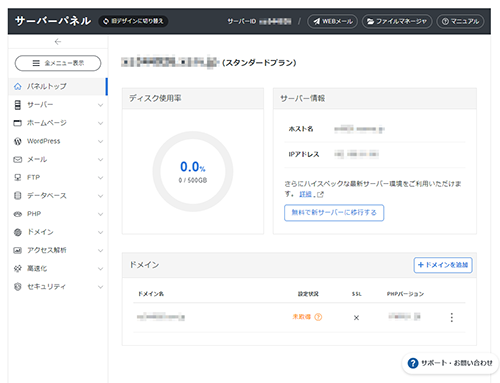 サーバーパネル
旧デザインに切り替え
サーバーID
WEBメール
ファイルマネージャ
マニュアル
全メニュー表示
パネルトップ
サーバー
ホームページ
WordPress
メール
FTP
データベース
PHP
ドメイン
アクセス解析
高速化
セキュリティ
(スタンダードプラン)
ディスク使用率
0.0%
0 / 500GB
サーバー情報
ホスト名
IPアドレス
さらにハイスペックな最新サーバー環境をご利用いただけま
す。詳細
無料で新サーバーに移行する
ドメイン
+ドメインを追加
ドメイン名 設定状況 SSL PHPバージョン
未取得
サポート・お問い合わせ